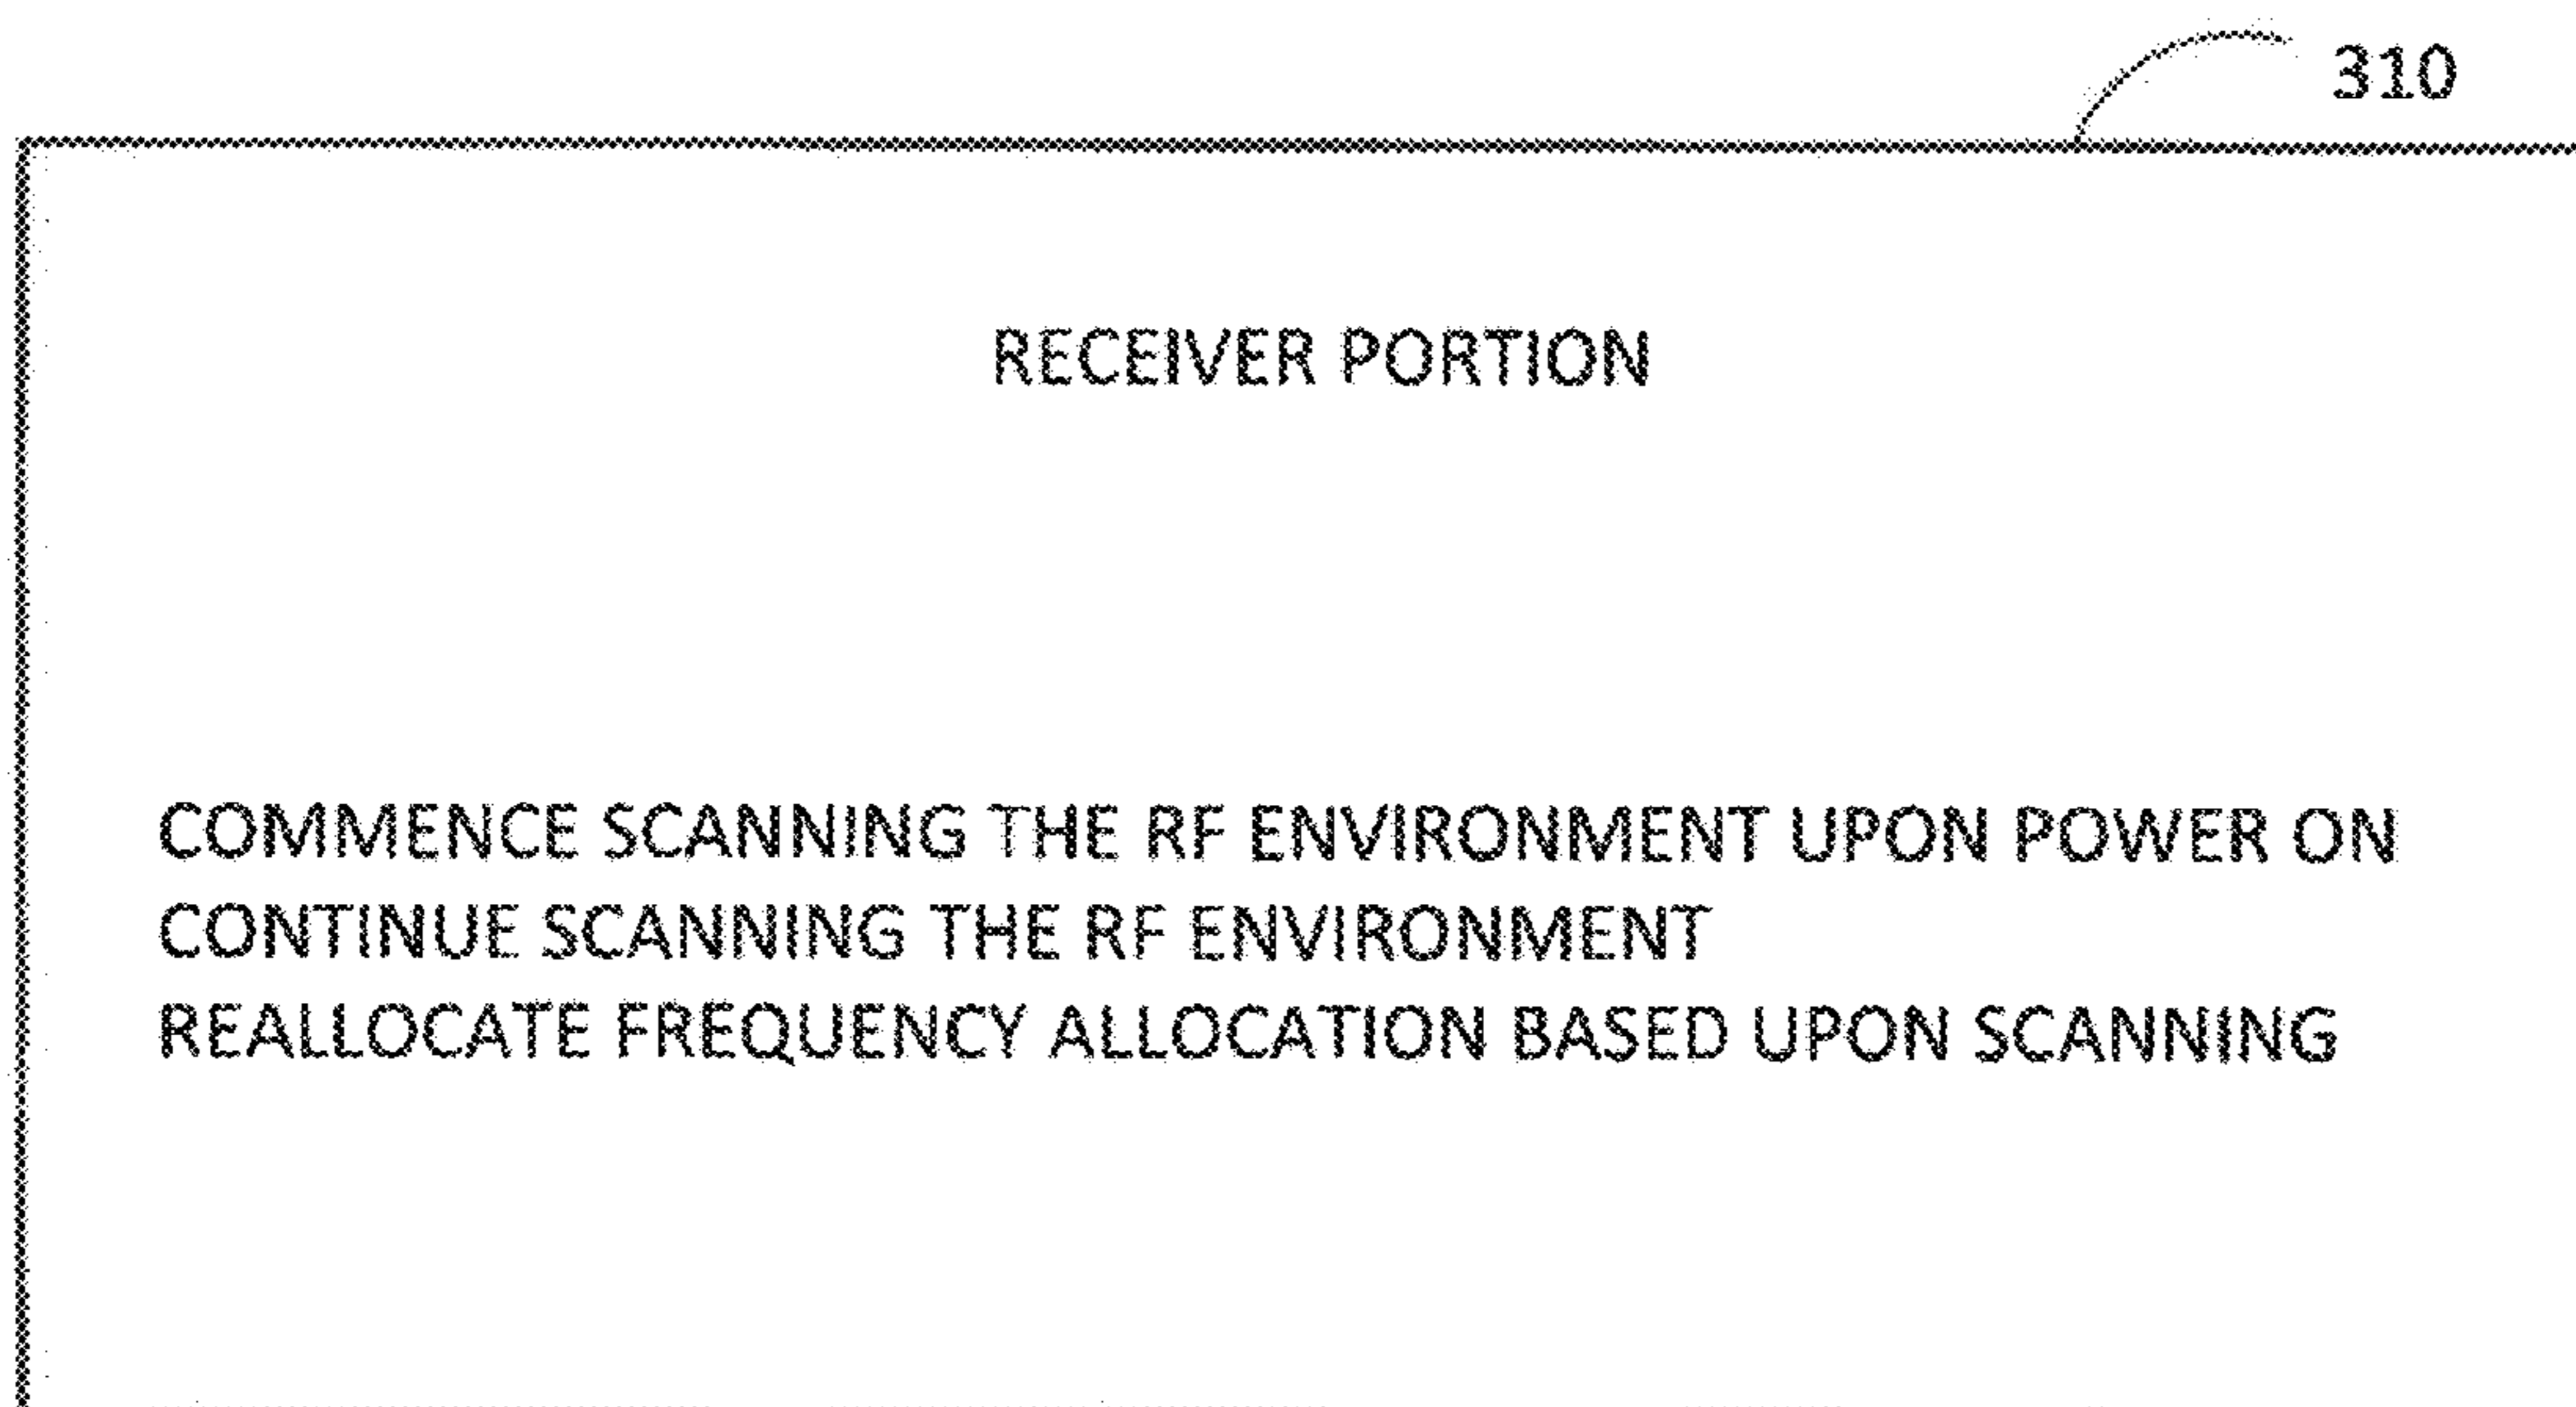 310
RECEIVER PORTION
COMMENCE SCANNING THE RF ENVIRONMENT UPON POWER ON
CONTINUE SCANNING THE RF ENVIRONMENT
REALLOCATE FREQUENCY ALLOCATION BASED UPON SCANNING